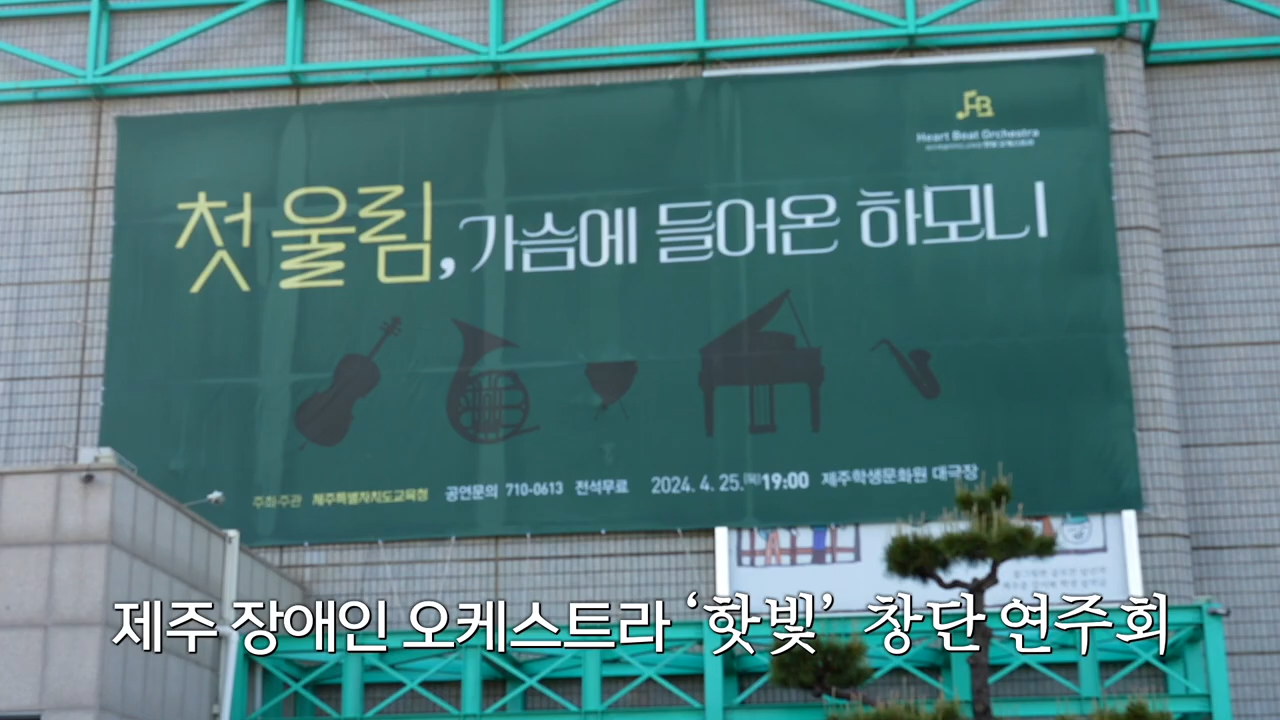 HB
Heart Beat Orchestra
첫 울림, 가슴에 들어온 하모니
주최·주관 제주특별자치도교육청 공연문의 710-0613 전석무료 2024. 4. 25.(목)19:00 제주학생문화원 대극장
제주 장애인 오케스트라 ‘핫빛’ 창단 연주회